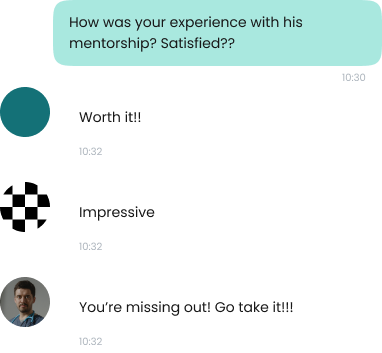 How was your experience with his
mentorship? Satisfied??
10:30
Worth it!!
10:32
Impressive
10:32
You’re missing out! Go take it!!!
10:32